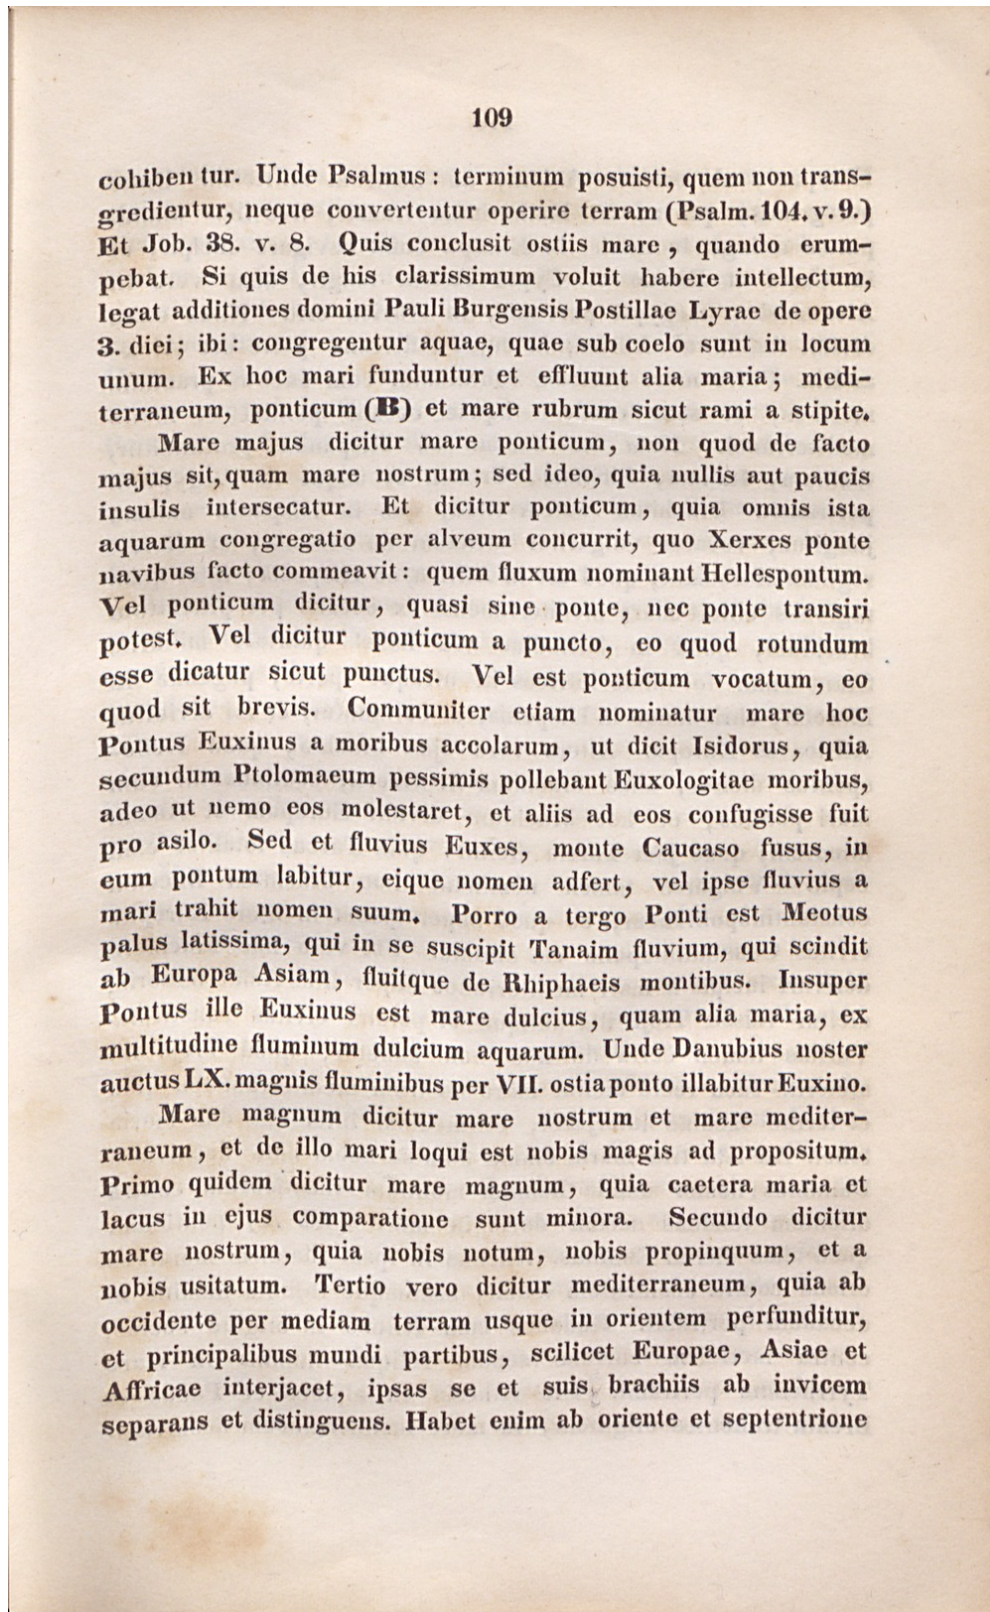 109
cohiben tur. Unde Psalmus : terminum posuisti, quem non trans-
gredientur, neque convertentur operire terram (Psalm. 104. v. 9.)
Et Job. 38. v. 8. Quis conclusit ostiis mare , quando erum-
pebat. Si quis de his clarissimum voluit habere intellectum,
legat additiones domini Pauli Burgensis Postillae Lyrae de opere
3. diei ; ibi : congregentur aquae, quae sub coelo sunt in locum
unum. Ex hoc mari funduntur et effluunt alia maria ; medi-
terraneum, ponticum (B) et mare rubrum sicut rami a stipite.
Mare majus dicitur mare ponticum, non quod de facto
majus sit, quam mare nostrum ; sed ideo, quia nullis aut paucis
insulis intersecatur. Et dicitur ponticum, quia omnis ista
aquarum congregatio per alveum concurrit, quo Xerxes ponte
navibus facto commeavit : quem fluxum nominant Hellespontum.
Vel ponticum dicitur, quasi sine ponte, nec ponte transiri
potest. Vel dicitur ponticum a puncto, eo quod rotundum
esse dicatur sicut punctus. Vel est ponticum vocatum, eo
quod sit brevis. Communiter etiam nominatur mare hoc
Pontus Euxinus a moribus accolarum, ut dicit Isidorus, quia
secundum Ptolomaeum pessimis pollebant Euxologitae moribus,
adeo ut nemo eos molestaret, et aliis ad eos confugisse fuit
pro asilo. Sed et fluvius Euxes, monte Caucaso fusus, in
eum pontum labitur, eique nomen adfert, vel ipse fluvius a
mari trahit nomen suum. Porro a tergo Ponti est Meotus
palus latissima, qui in se suscipit Tanaim fluvium, qui scindit
ab Europa Asiam, fluitque de Rhiphaeis montibus. Insuper
Pontus ille Euxinus est mare dulcius, quam alia maria, ex
multitudine fluminum dulcium aquarum. Unde Danubius noster
auctus LX. magnis fluminibus per VII. ostia ponto illabitur Euxino.
Mare magnum dicitur mare nostrum et mare mediter-
raneum, et de illo mari loqui est nobis magis ad propositum.
Primo quidem dicitur mare magnum, quia caetera maria et
lacus in ejus comparatione sunt minora. Secundo dicitur
mare nostrum, quia nobis notum, nobis propinquum, et a
nobis usitatum. Tertio vero dicitur mediterraneum, quia ab
occidente per mediam terram usque in orientem perfunditur,
et principalibus mundi partibus, scilicet Europae, Asiae et
Affricae interjacet, ipsas se et suis brachiis ab invicem
separans et distinguens. Habet enim ab oriente et septentrione